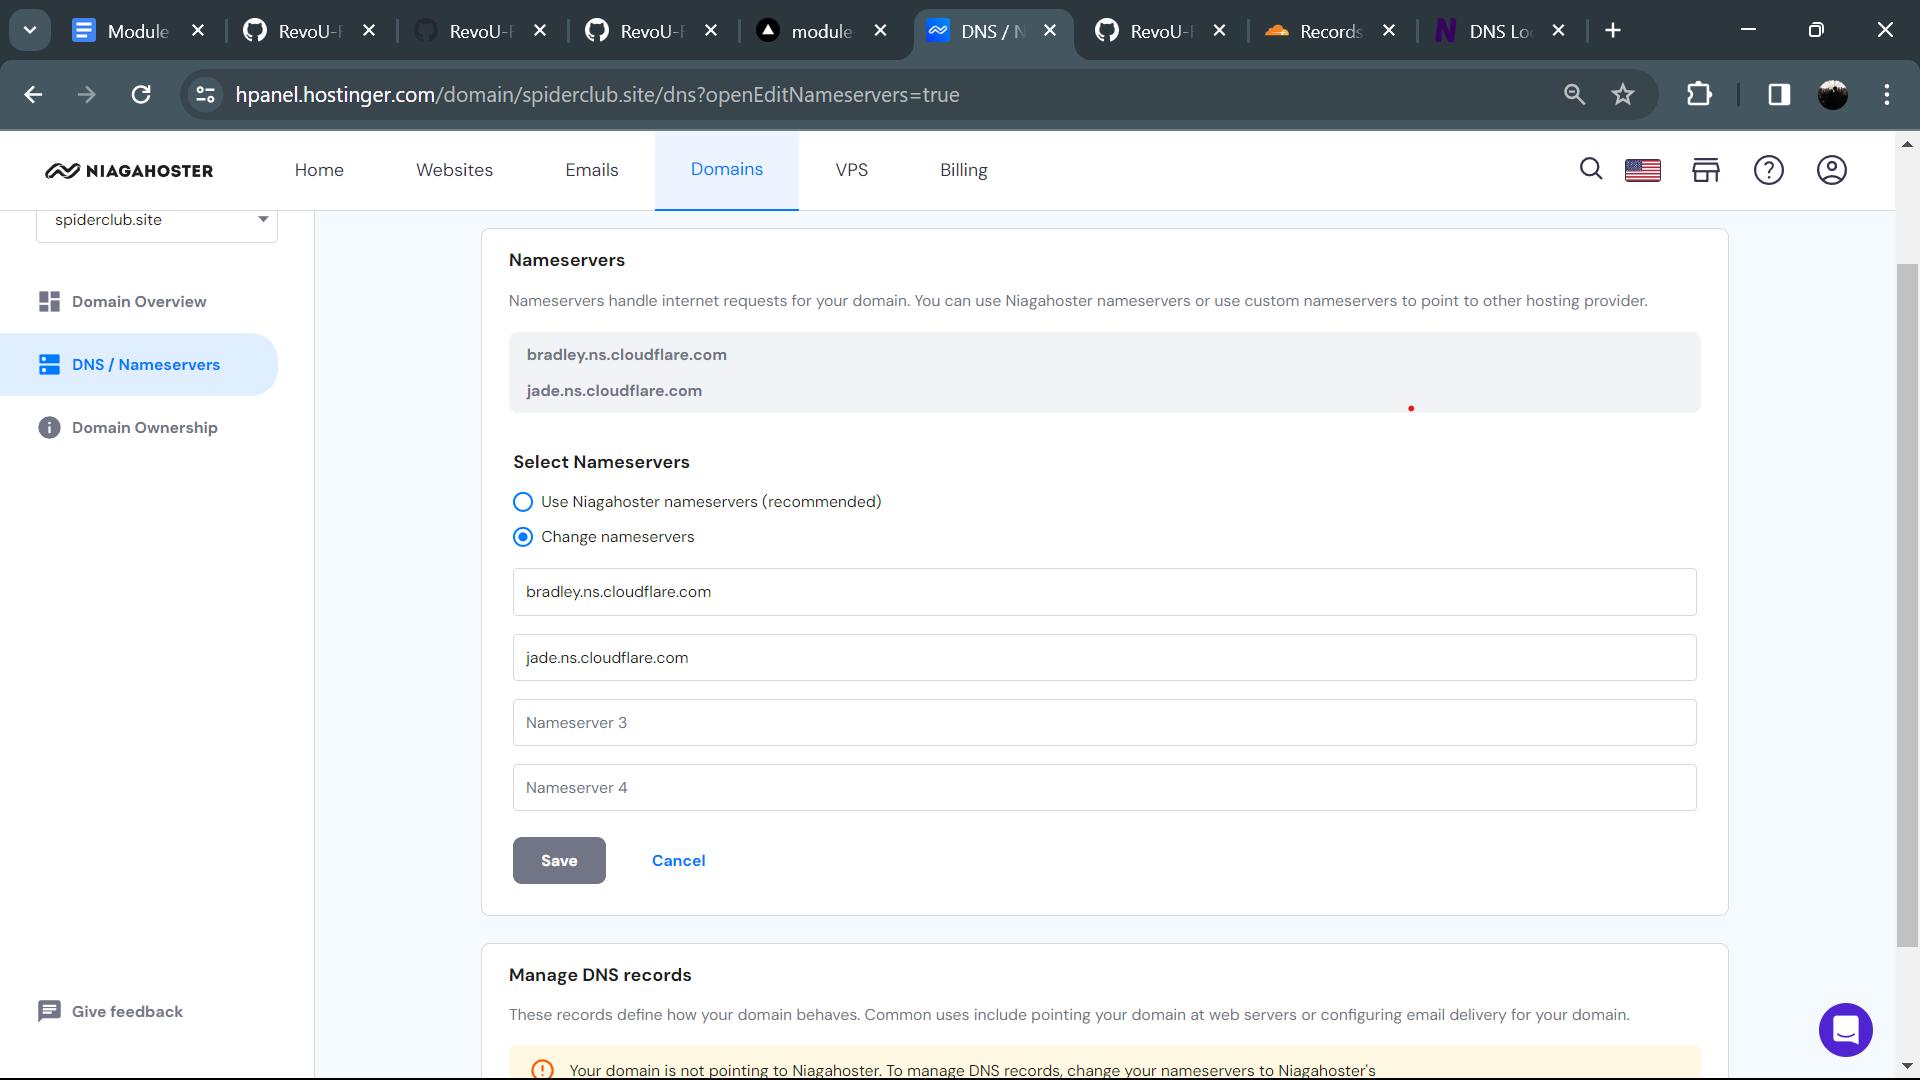 Module
RevoU-F
RevoU-F
RevoU-F
module
DNS / N
RevoU-F
Records
DNS Lo
hpanel.hostinger.com/domain/spiderclub.site/dns?openEditNameservers=true
NIAGAHOSTER
Home
Websites
Emails
Domains
VPS
Billing
spiderclub.site
Domain Overview
DNS / Nameservers
Domain Ownership
Give feedback
Nameservers
Nameservers handle internet requests for your domain. You can use Niagahoster nameservers or use custom nameservers to point to other hosting provider.
bradley.ns.cloudflare.com
jade.ns.cloudflare.com
Select Nameservers
Use Niagahoster nameservers (recommended)
Change nameservers
bradley.ns.cloudflare.com
jade.ns.cloudflare.com
Nameserver 3
Nameserver 4
Save
Cancel
Manage DNS records
These records define how your domain behaves. Common uses include pointing your domain at web servers or configuring email delivery for your domain.
Your domain is not pointing to Niagahoster. To manage DNS records, change your nameservers to Niagahoster's